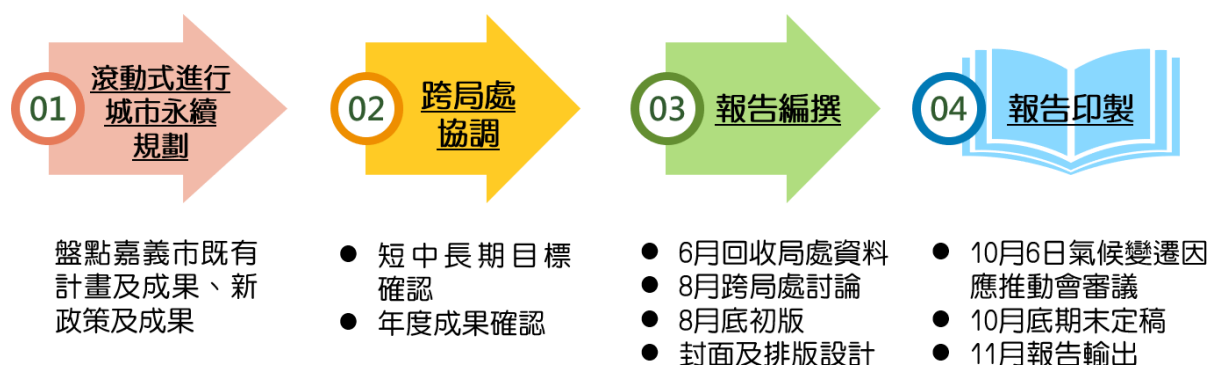 01
滾動式進行
城市永續
規劃
盤點嘉義市既有
計畫及成果、新
政策及成果
02
跨局處
協調
● 短中長期目標
確認
● 年度成果確認
03
報告編撰
● 6月回收局處資料
● 8月跨局處討論
● 8月底初版
● 封面及排版設計
04
報告印製
● 10月6日氣候變遷因
應推動會審議
● 10月底期末定稿
● 11月報告輸出